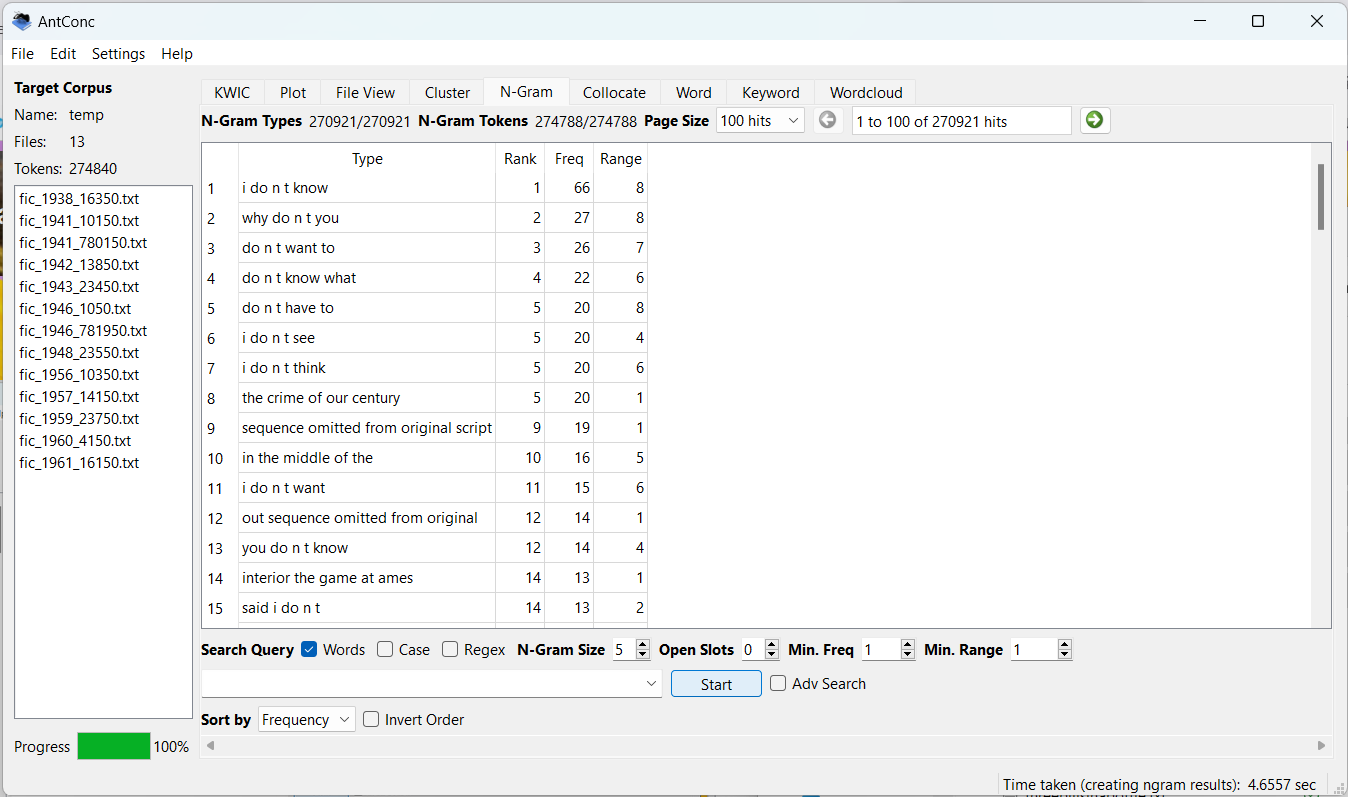 AntConc
File Edit Settings Help
Target Corpus
Name: temp
Files: 13
Tokens: 274840
fic_1938_16350.txt
fic_1941_10150.txt
fic_1941_780150.txt
fic_1942_13850.txt
fic_1943_23450.txt
fic_1946_1050.txt
fic_1946_781950.txt
fic_1948_23550.txt
fic_1956_10350.txt
fic_1957_14150.txt
fic_1959_23750.txt
fic_1960_4150.txt
fic_1961_16150.txt
Progress 100%
KWIC Plot File View Cluster N-Gram Collocate Word Keyword Wordcloud
N-Gram Types 270921/270921 N-Gram Tokens 274788/274788 Page Size 100 hits 1 to 100 of 270921 hits
Type Rank Freq Range
1 i do n t know 1 66 8
2 why do n t you 2 27 8
3 do n t want to 3 26 7
4 do n t know what 4 22 6
5 do n t have to 5 20 8
6 i do n t see 5 20 4
7 i do n t think 5 20 6
8 the crime of our century 5 20 1
9 sequence omitted from original script 9 19 1
10 in the middle of the 10 16 5
11 i do n t want 11 15 6
12 out sequence omitted from original 12 14 1
13 you do n t know 12 14 4
14 interior the game at ames 14 13 1
15 said i do n t 14 13 2
Search Query Words Case Regex N-Gram Size 5 Open Slots 0 Min. Freq 1 Min. Range 1
Start Adv Search
Sort by Frequency Invert Order
Time taken (creating ngram results): 4.6557 sec